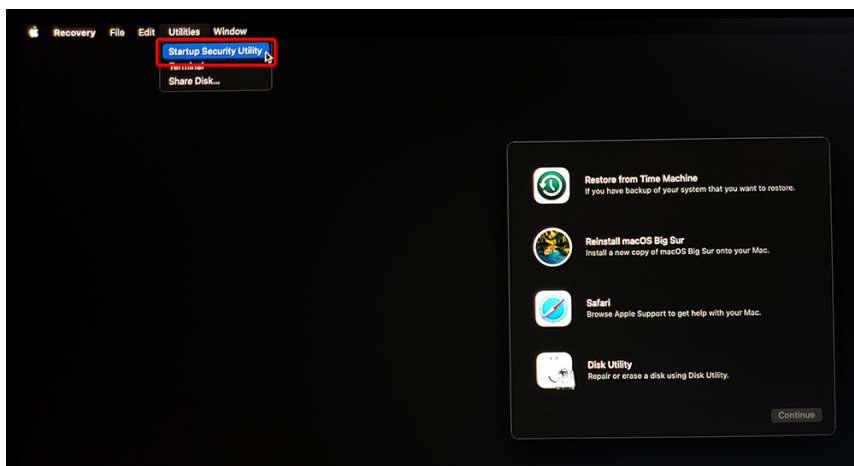 Recovery File Edit Utilities Window
Startup Security Utility
Terminal
Share Disk...
Restore from Time Machine
If you have backup of your system that you want to restore.
Reinstall macOS Big Sur
Install a new copy of macOS Big Sur onto your Mac.
Safari
Browse Apple Support to get help with your Mac.
Disk Utility
Repair or erase a disk using Disk Utility.
Continue